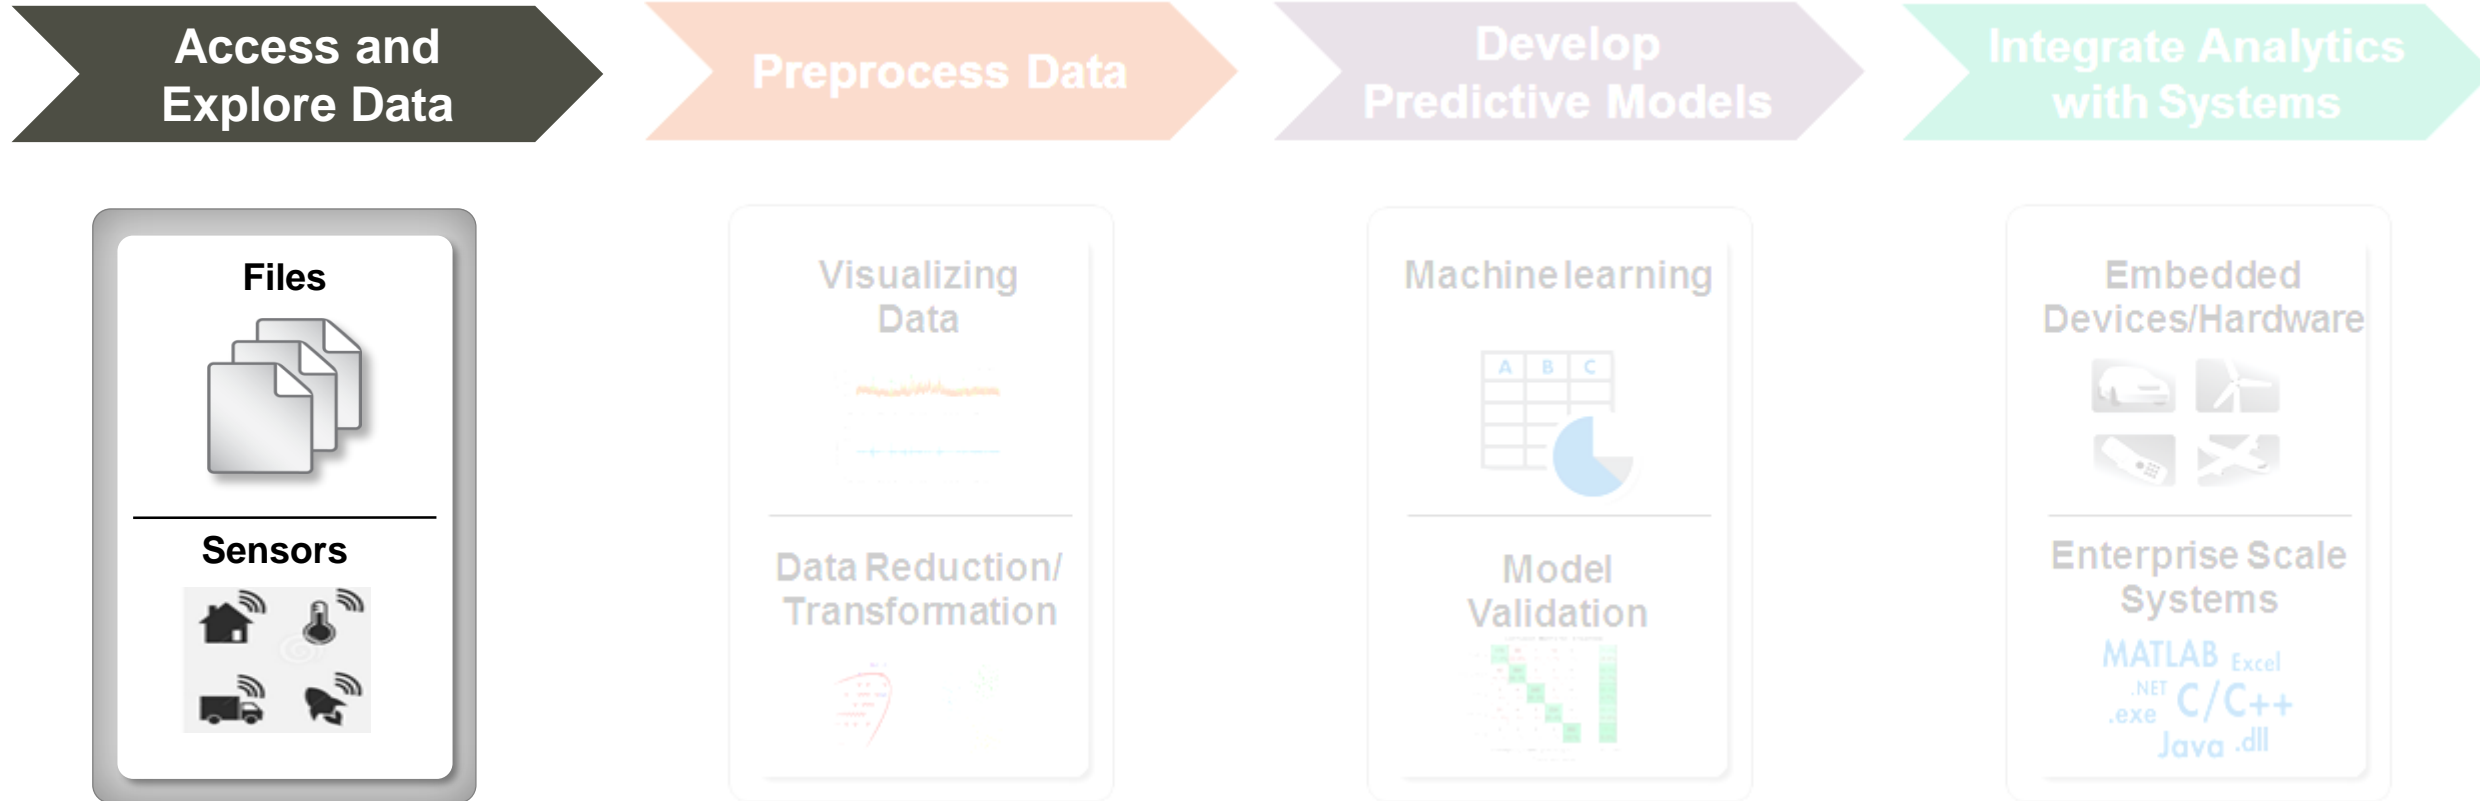 Access and
Explore Data
Preprocess Data
Develop
Predictive Models
Integrate Analytics
with Systems
Files
Sensors
Visualizing
Data
Data Reduction/
Transformation
Machine learning
A B C
Model
Validation
Embedded
Devices/Hardware
Enterprise Scale
Systems
MATLAB Excel
.NET
.exe C/C++
Java .dll